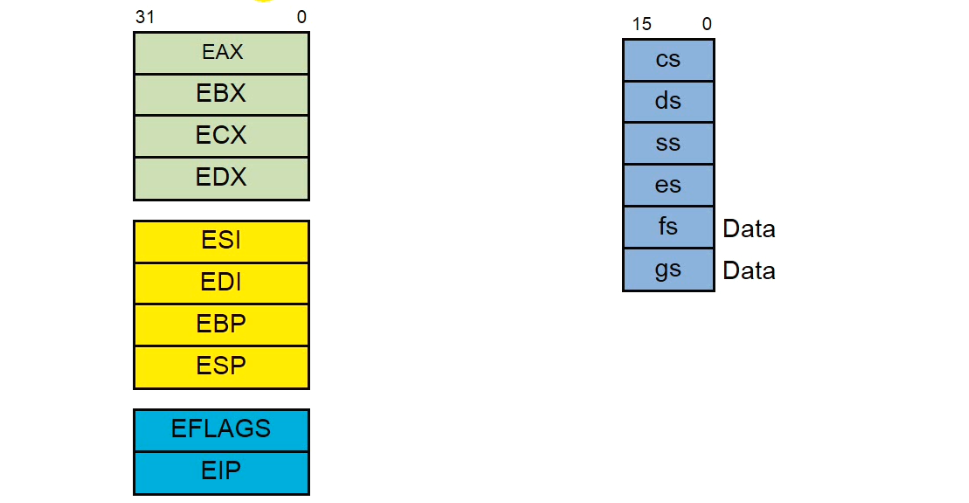 31 0
EAX
EBX
ECX
EDX
ESI
EDI
EBP
ESP
EFLAGS
EIP
15 0
cs
ds
ss
es
fs Data
gs Data